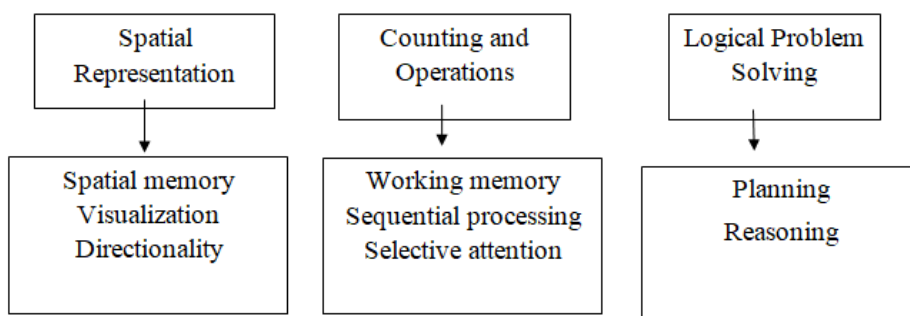 Spatial
Representation
Counting and
Operations
Logical Problem
Solving
Spatial memory
Visualization
Directionality
Working memory
Sequential processing
Selective attention
Planning
Reasoning